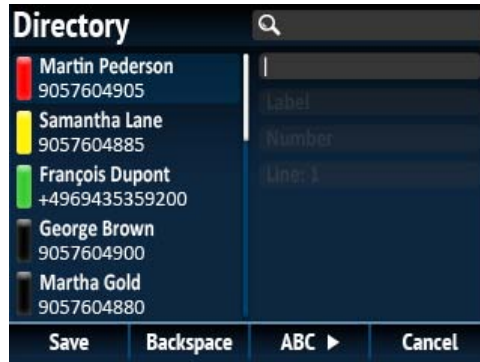 Directory
Martin Pederson
9057604905
Samantha Lane
9057604885
François Dupont
+4969435359200
George Brown
9057604900
Martha Gold
9057604880
Label
Number
Line: 1
Save Backspace ABC ▶ Cancel